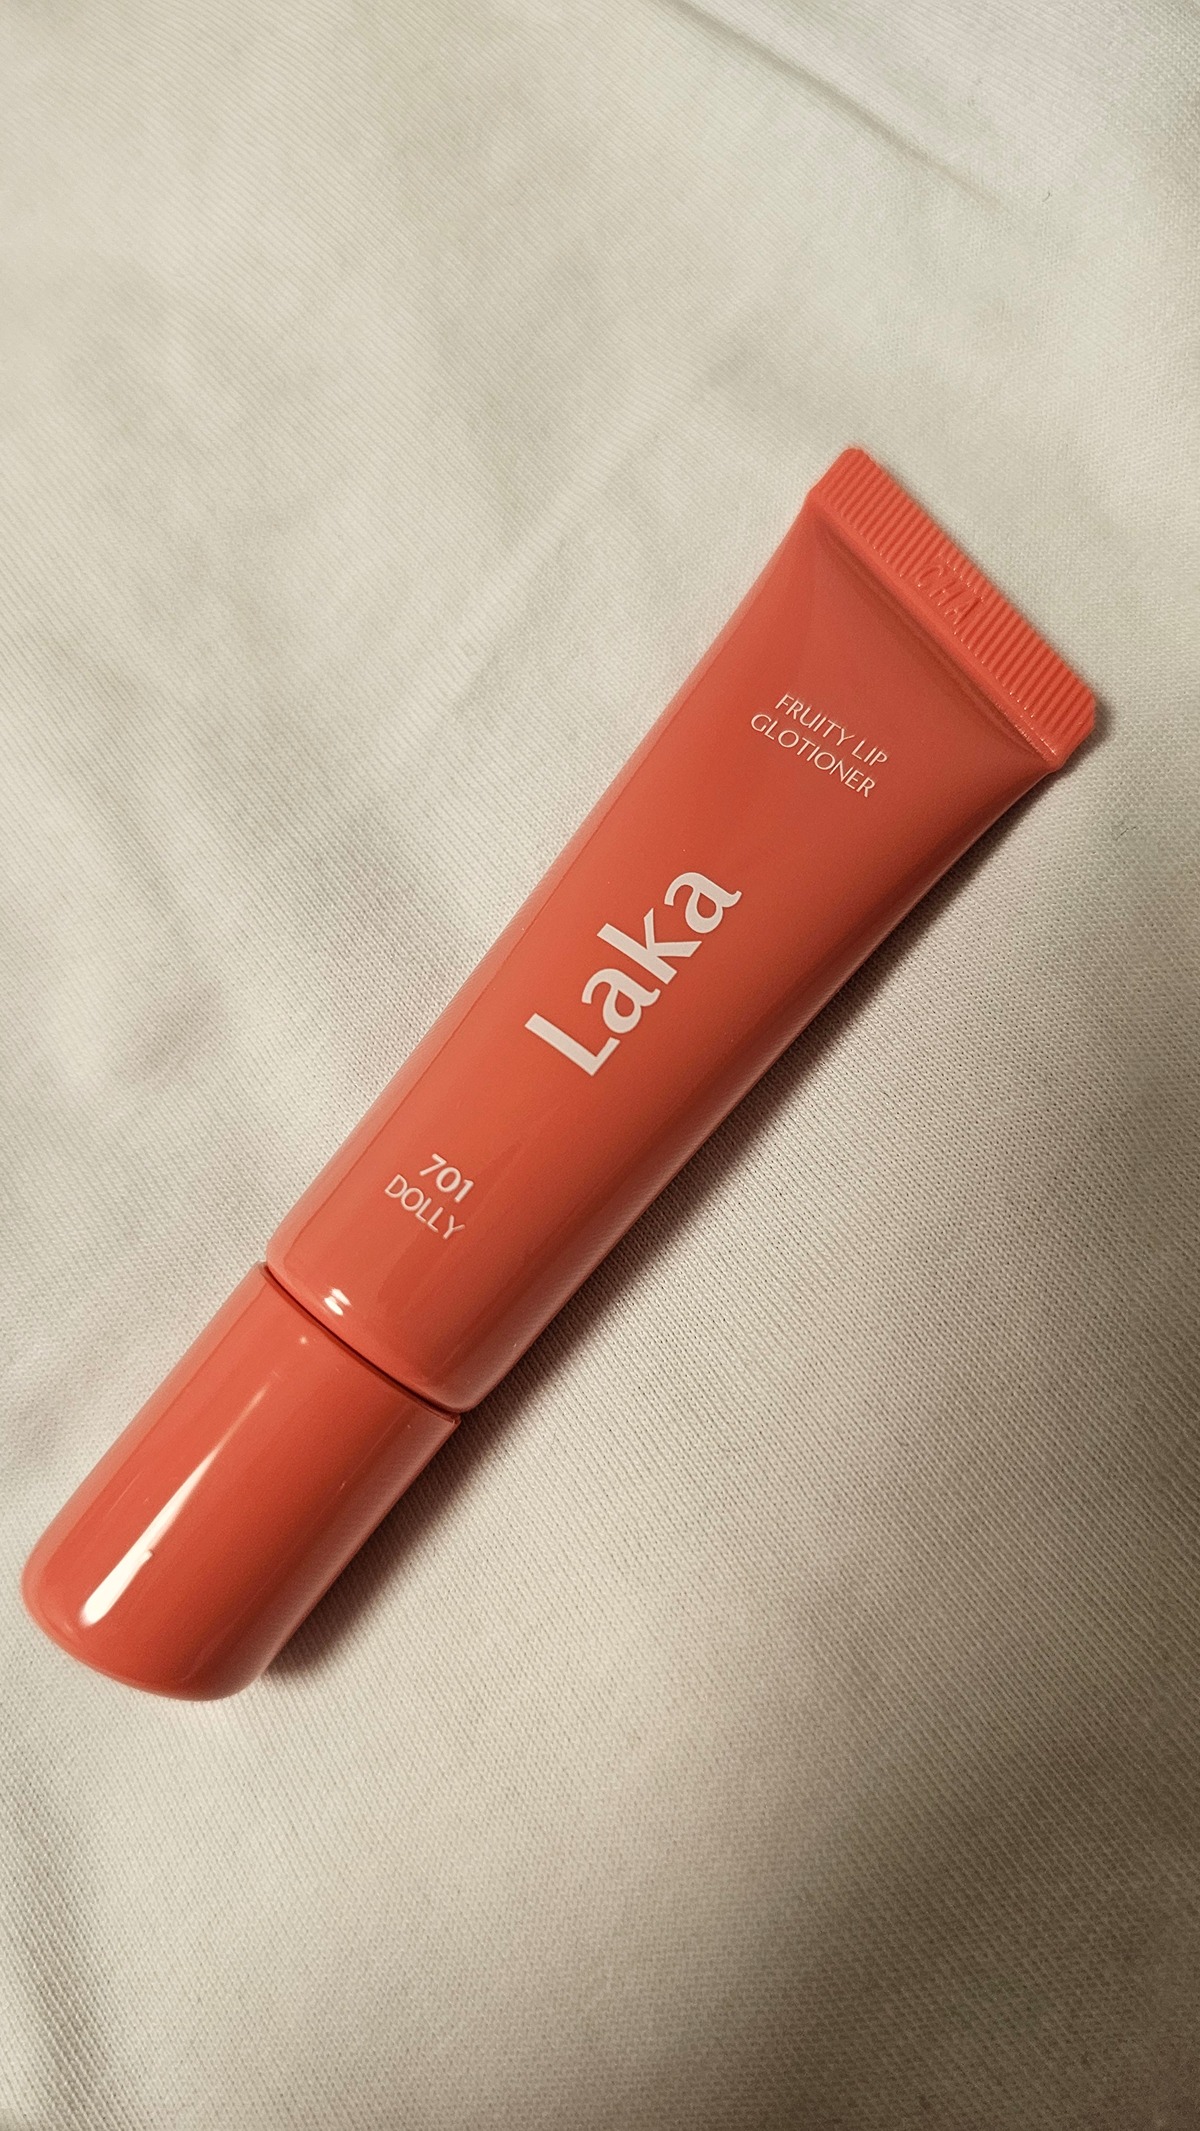 FRUITY LIP
GLOTIONER
Laka
701
DOLLY